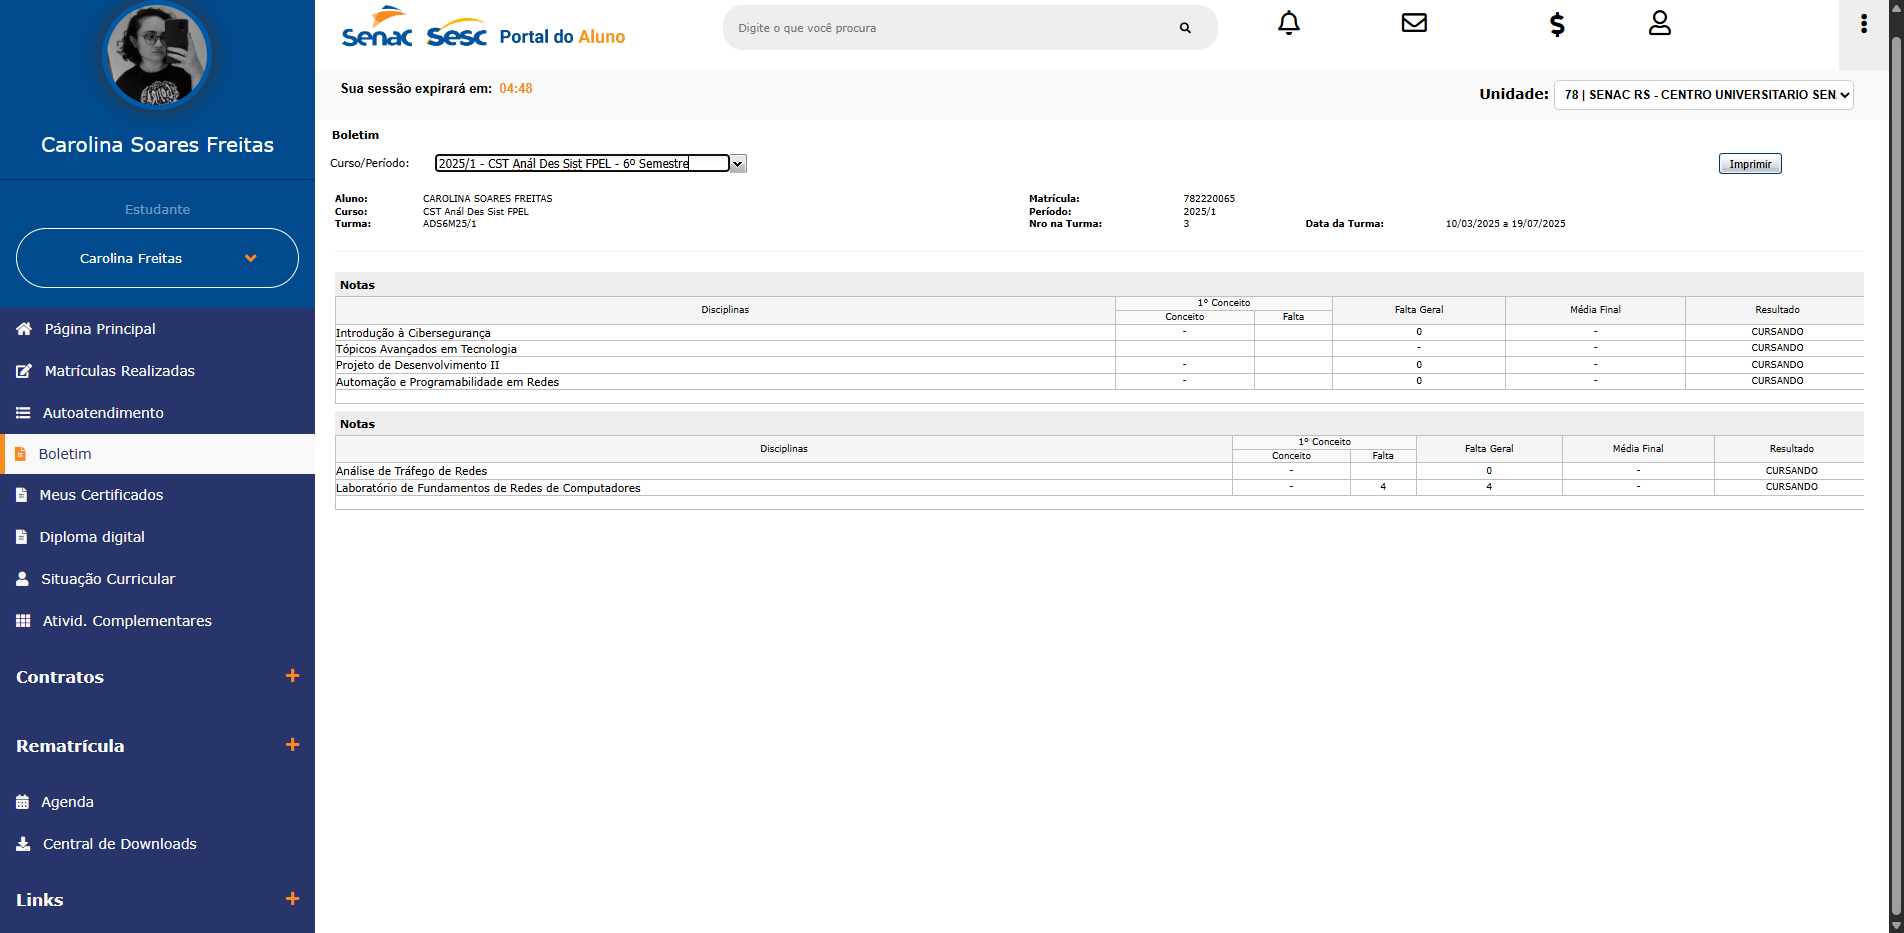 Carolina Soares Freitas
Estudante
Carolina Freitas
Página Principal
Matrículas Realizadas
Autoatendimento
Boletim
Meus Certificados
Diploma digital
Situação Curricular
Ativid. Complementares
Contratos +
Rematrícula +
Agenda
Central de Downloads
Links +
Senac Sesc Portal do Aluno
Digite o que você procura
Sua sessão expirará em: 04:48
Unidade: 78 | SENAC RS - CENTRO UNIVERSITARIO SEN
Boletim
Curso/Período: 2025/1 - CST Anál Des Sist FPEL - 6º Semestre
Imprimir
Aluno: CAROLINA SOARES FREITAS Matrícula: 782220065
Curso: CST Anál Des Sist FPEL Período: 2025/1
Turma: ADS6M25/1 Nro na Turma: 3 Data da Turma: 10/03/2025 a 19/07/2025
Notas
Disciplinas 1º Conceito Falta Geral Média Final Resultado
Conceito Falta
Introdução à Cibersegurança - 0 - CURSANDO
Tópicos Avançados em Tecnologia - - CURSANDO
Projeto de Desenvolvimento II - 0 - CURSANDO
Automação e Programabilidade em Redes - 0 - CURSANDO
Notas
Disciplinas 1º Conceito Falta Geral Média Final Resultado
Conceito Falta
Análise de Tráfego de Redes - 0 - CURSANDO
Laboratório de Fundamentos de Redes de Computadores - 4 4 - CURSANDO